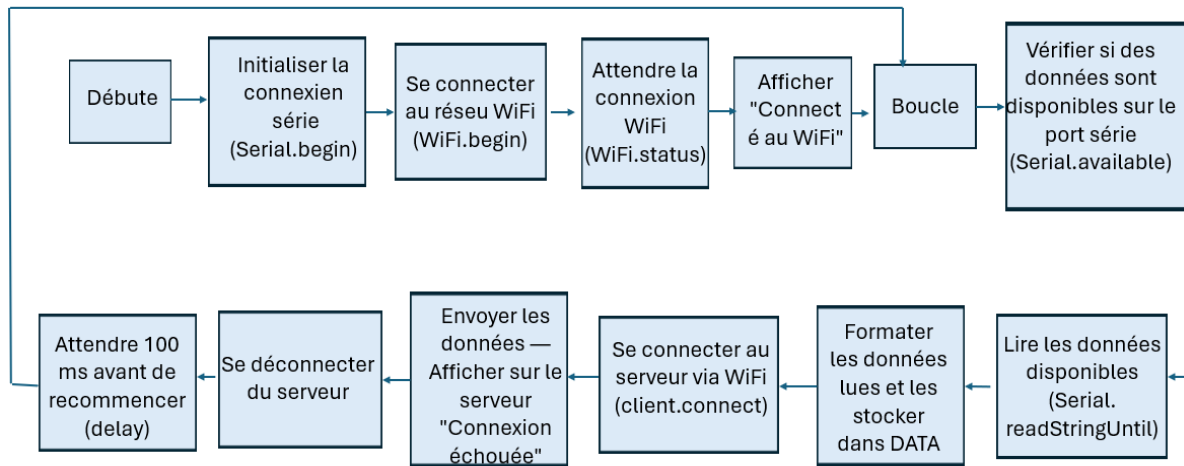 Débute
Initialiser la
connexien
série
(Serial.begin)
Se connecter
au réseu WiFi
(WiFi.begin)
Attendre la
connexion
WiFi
(WiFi.status)
Afficher
"Connect
é au WiFi"
Boucle
Vérifier si des
données sont
disponibles sur le
port série
(Serial.available)
Lire les données
disponibles
(Serial.
readStringUntil)
Formater
les données
lues et les
stocker
dans DATA
Se connecter au
serveur via WiFi
(client.connect)
Envoyer les
données —
Afficher sur le
serveur
"Connexion
échouée"
Se déconnecter
du serveur
Attendre 100
ms avant de
recommencer
(delay)